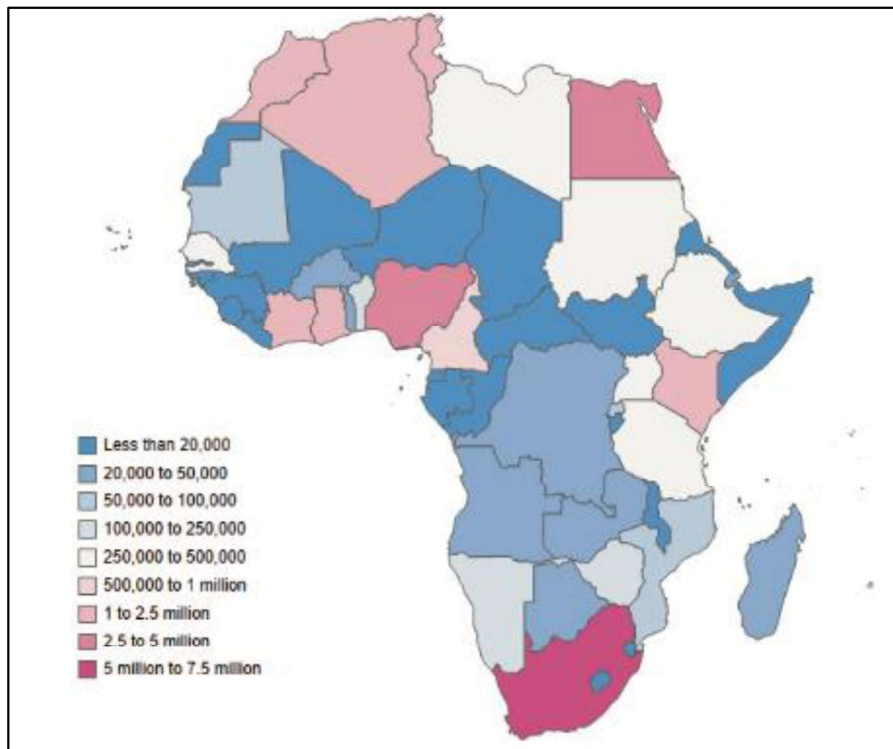 Less than 20,000
20,000 to 50,000
50,000 to 100,000
100,000 to 250,000
250,000 to 500,000
500,000 to 1 million
1 to 2.5 million
2.5 to 5 million
5 million to 7.5 million